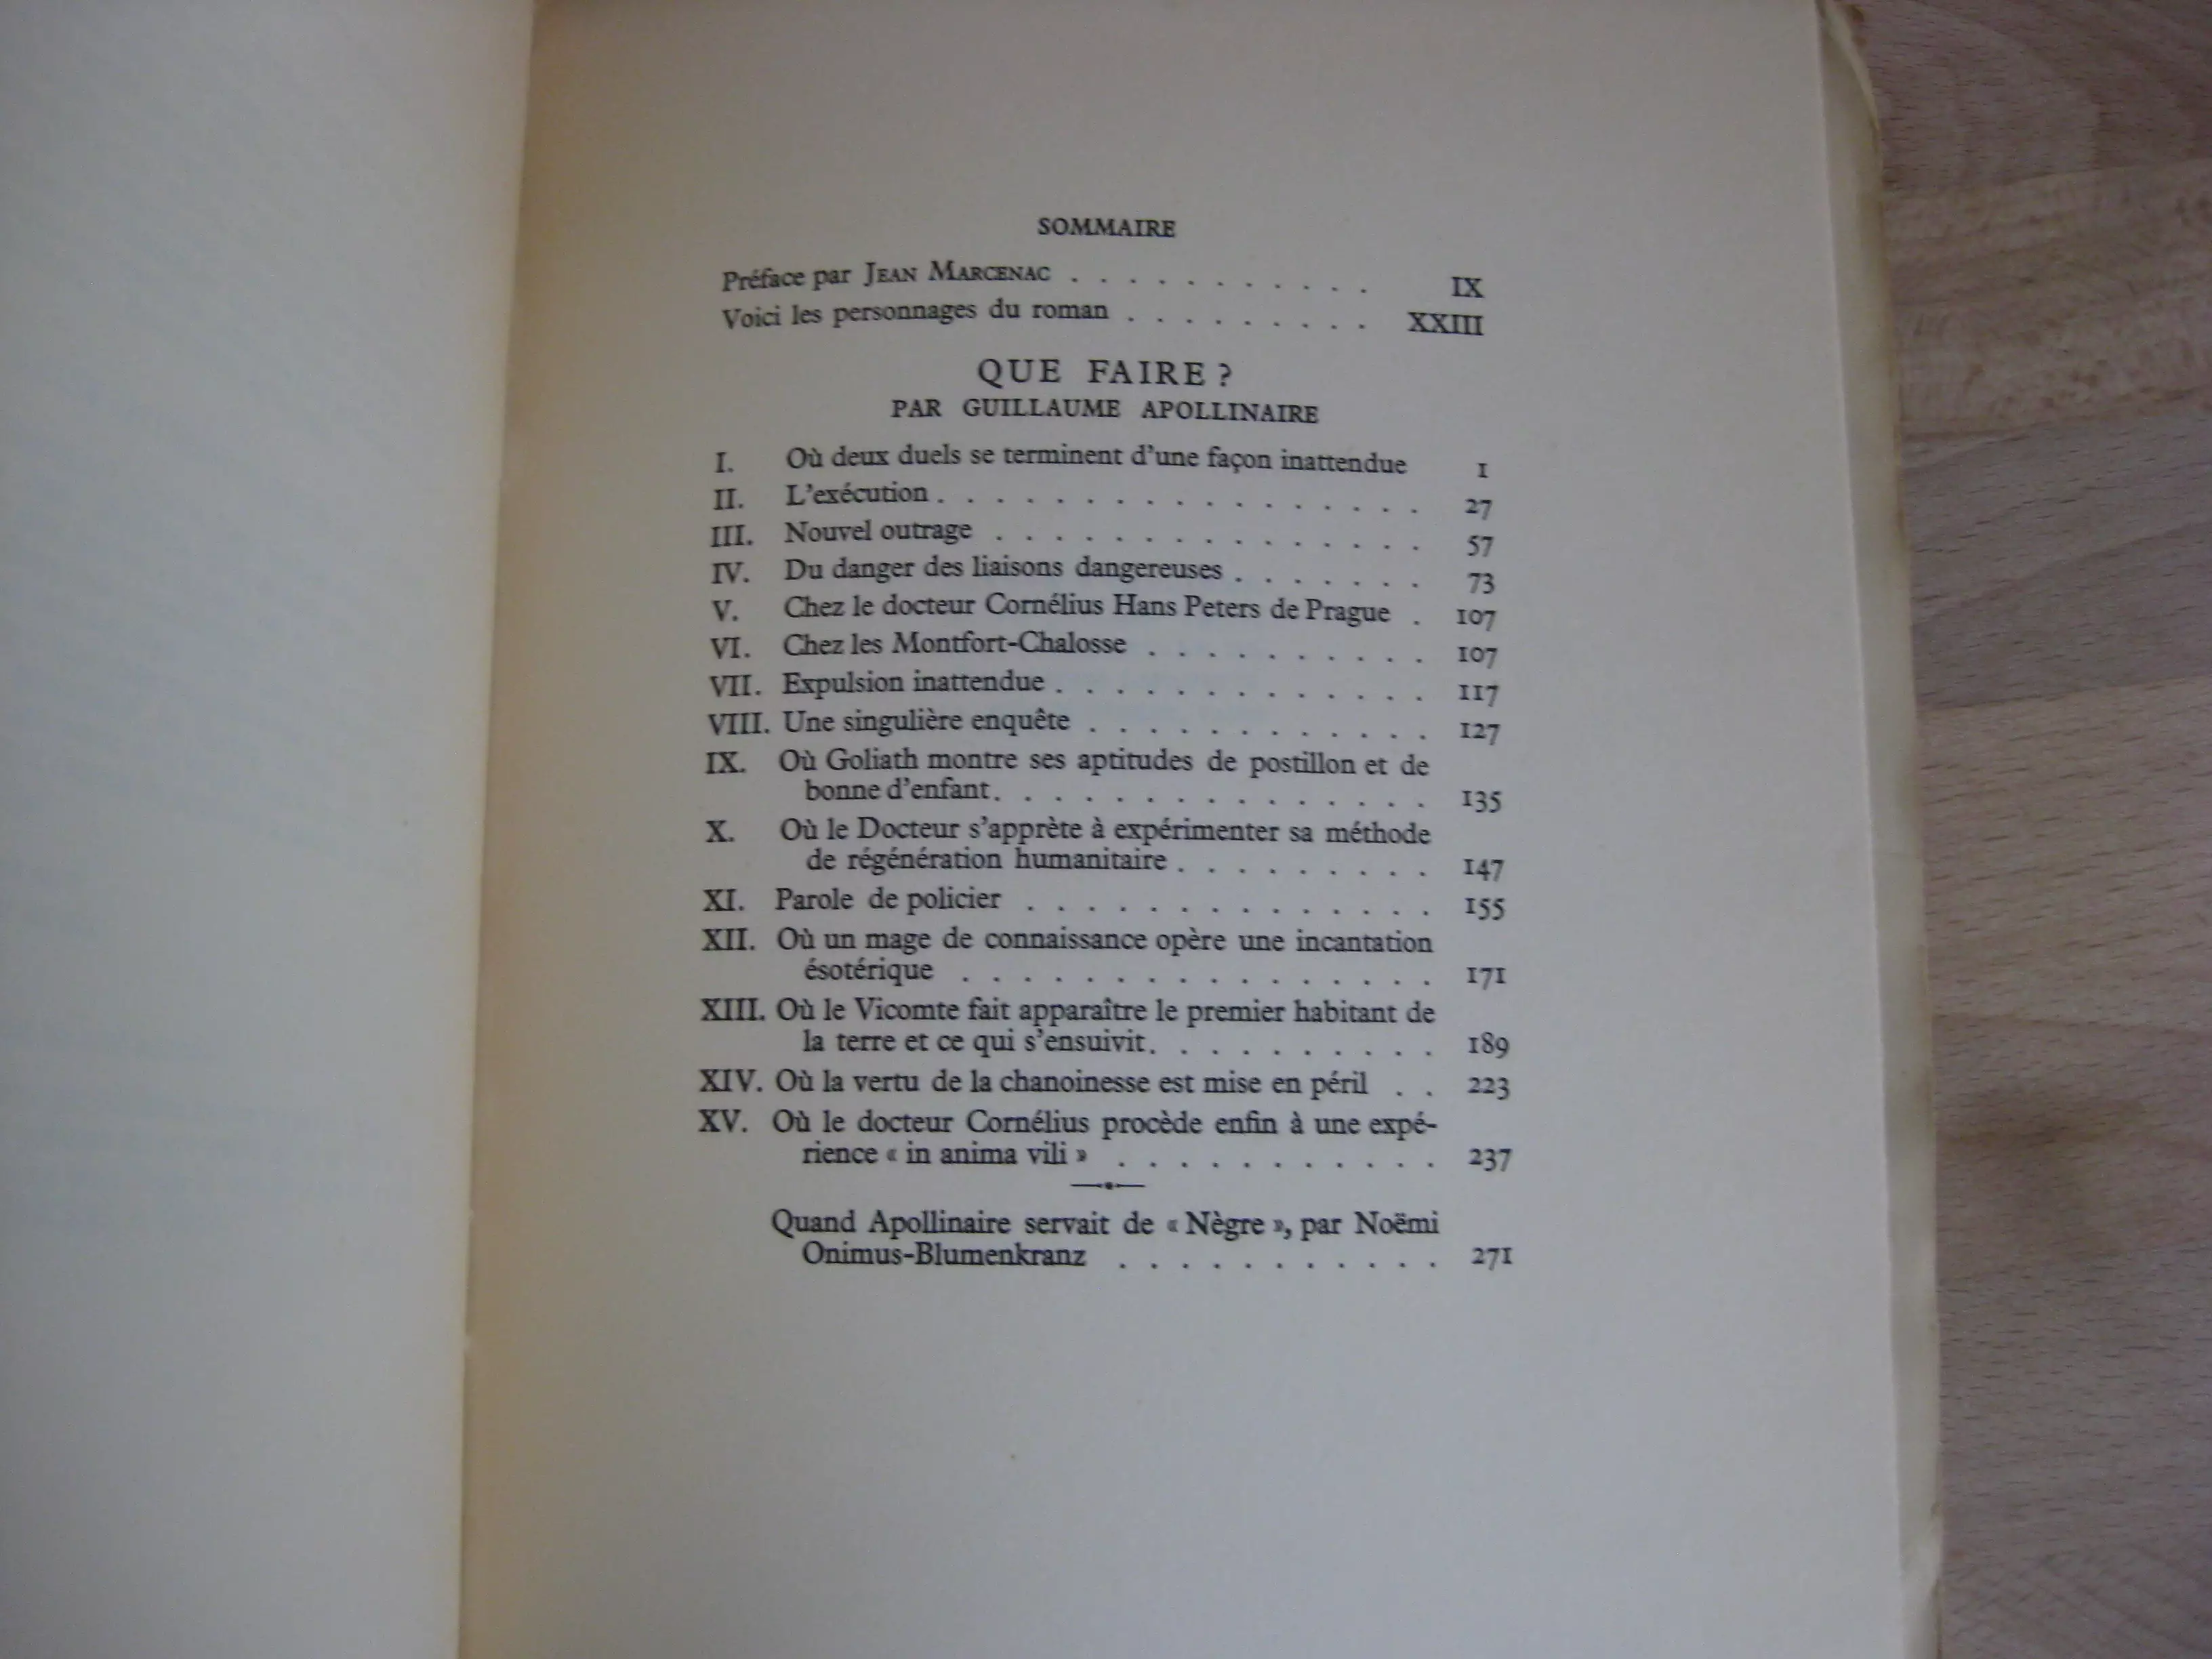 SOMMAIRE
Préface par JEAN MARCENAC . . . . . . . . . . . IX
Voici les personnages du roman . . . . . . . . . XXIII
QUE FAIRE ?
PAR GUILLAUME APOLLINAIRE
I. Où deux duels se terminent d'une façon inattendue 1
II. L'exécution . . . . . . . . . . . . . . . . . 27
III. Nouvel outrage . . . . . . . . . . . . . . . 57
IV. Du danger des liaisons dangereuses . . . . . . . 73
V. Chez le docteur Cornélius Hans Peters de Prague . 107
VI. Chez les Montfort-Chalosse . . . . . . . . . . 107
VII. Expulsion inattendue . . . . . . . . . . . . . 117
VIII. Une singulière enquête . . . . . . . . . . . . 127
IX. Où Goliath montre ses aptitudes de postillon et de
bonne d'enfant. . . . . . . . . . . . . . . . 135
X. Où le Docteur s'apprète à expérimenter sa méthode
de régénération humanitaire . . . . . . . . . 147
XI. Parole de policier . . . . . . . . . . . . . . 155
XII. Où un mage de connaissance opère une incantation
ésotérique . . . . . . . . . . . . . . . . 171
XIII. Où le Vicomte fait apparaître le premier habitant de
la terre et ce qui s'ensuivit. . . . . . . . . . 189
XIV. Où la vertu de la chanoinesse est mise en péril . . 223
XV. Où le docteur Cornélius procède enfin à une expé-
rience « in anima vili » . . . . . . . . . . . 237
Quand Apollinaire servait de « Nègre », par Noëmi
Onimus-Blumenkranz . . . . . . . . . . . 271